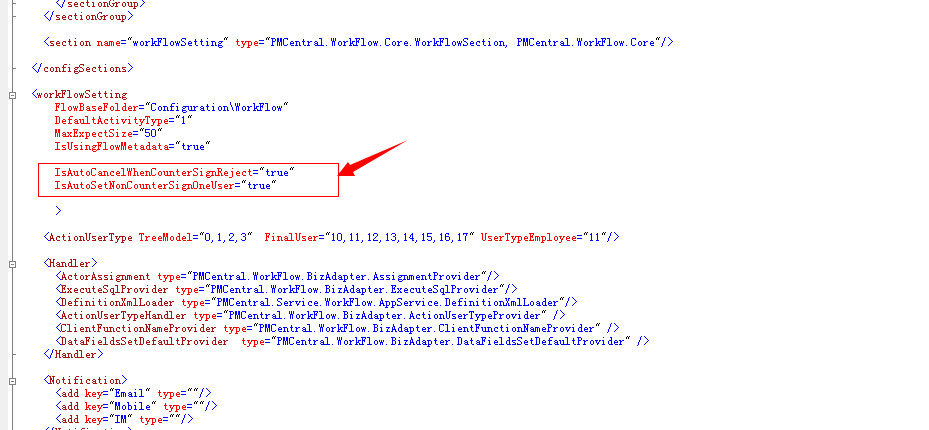 </sectionGroup>
</sectionGroup>
<section name="workFlowSetting" type="PMCentral.WorkFlow.Core.WorkFlowSection, PMCentral.WorkFlow.Core"/>
</configSections>
<workFlowSetting
FlowBaseFolder="Configuration\WorkFlow"
DefaultActivityType="1"
MaxExpectSize="50"
IsUsingFlowMetadata="true"
IsAutoCancelWhenCounterSignReject="true"
IsAutoSetNonCounterSignOneUser="true"
>
<ActionUserType TreeModel="0,1,2,3"  FinalUser="10,11,12,13,14,15,16,17" UserTypeEmployee="11"/>
<Handler>
<ActorAssignment type="PMCentral.WorkFlow.BizAdapter.AssignmentProvider"/>
<ExecuteSqlProvider type="PMCentral.WorkFlow.BizAdapter.ExecuteSqlProvider"/>
<DefinitionXmlLoader type="PMCentral.Service.WorkFlow.AppService.DefinitionXmlLoader"/>
<ActionUserTypeHandler type="PMCentral.WorkFlow.BizAdapter.ActionUserTypeProvider" />
<ClientFunctionNameProvider type="PMCentral.WorkFlow.BizAdapter.ClientFunctionNameProvider" />
<DataFieldsSetDefaultProvider  type="PMCentral.WorkFlow.BizAdapter.DataFieldsSetDefaultProvider" />
</Handler>
<Notification>
<add key="Email" type=""/>
<add key="Mobile" type=""/>
<add key="IM" type=""/>
</Notification>